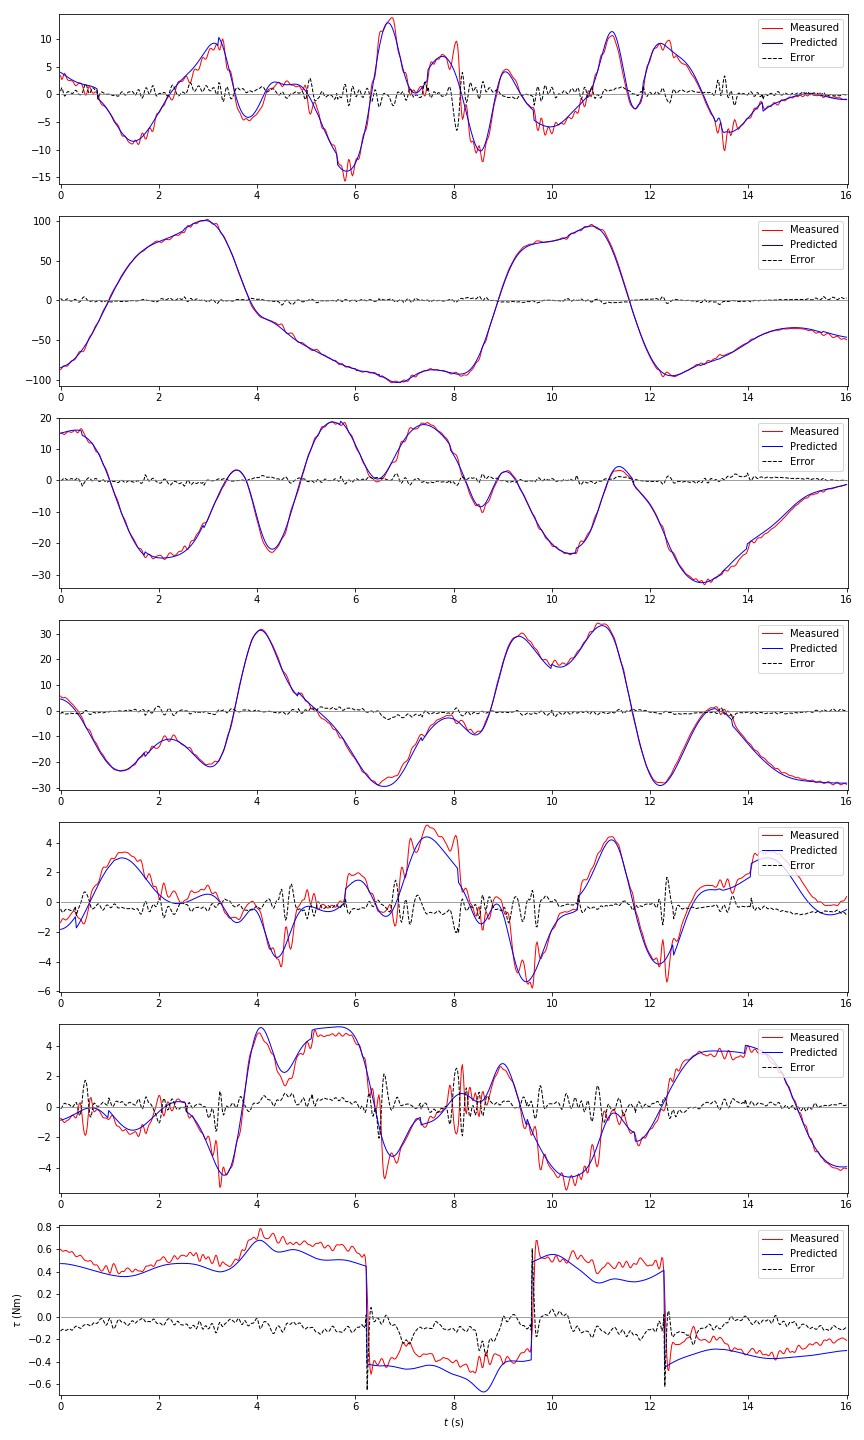 10
5
0
−5
−10
−15
Measured
Predicted
Error
0 2 4 6 8 10 12 14 16
100
50
0
−50
−100
Measured
Predicted
Error
0 2 4 6 8 10 12 14 16
20
10
0
−10
−20
−30
Measured
Predicted
Error
0 2 4 6 8 10 12 14 16
30
20
10
0
−10
−20
−30
Measured
Predicted
Error
0 2 4 6 8 10 12 14 16
4
2
0
−2
−4
−6
Measured
Predicted
Error
0 2 4 6 8 10 12 14 16
4
2
0
−2
−4
Measured
Predicted
Error
0 2 4 6 8 10 12 14 16
0.8
0.6
0.4
0.2
0.0
−0.2
−0.4
−0.6
τ (Nm)
Measured
Predicted
Error
0 2 4 6 8 10 12 14 16
t (s)